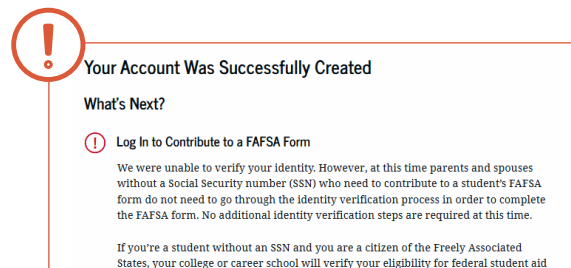 Your Account Was Successfully Created
What's Next?
Log In to Contribute to a FAFSA Form
We were unable to verify your identity. However, at this time parents and spouses
without a Social Security number (SSN) who need to contribute to a student's FAFSA
form do not need to go through the identity verification process in order to complete
the FAFSA form. No additional identity verification steps are required at this time.
If you're a student without an SSN and you are a citizen of the Freely Associated
States, your college or career school will verify your eligibility for federal student aid